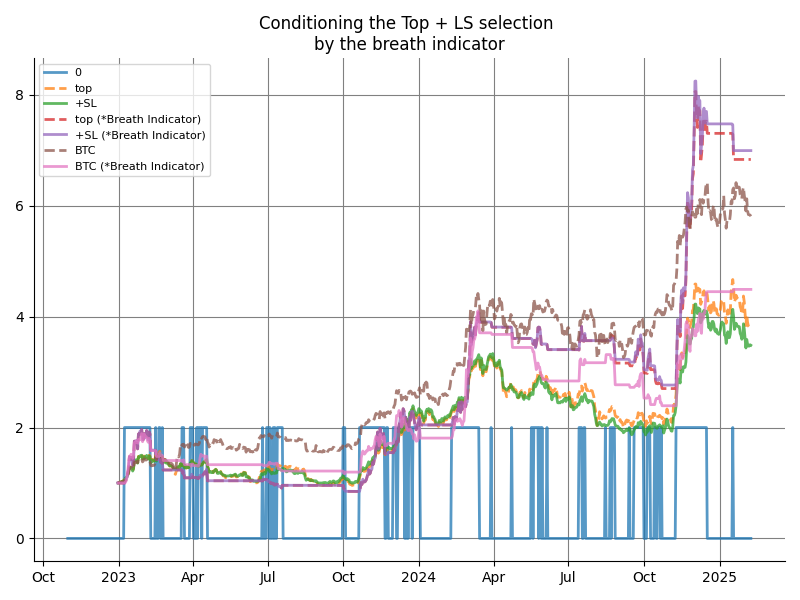 Conditioning the Top + LS selection
by the breath indicator
0
top
+SL
top (*Breath Indicator)
+SL (*Breath Indicator)
BTC
BTC (*Breath Indicator)
8
6
4
2
0
Oct
2023
Apr
Jul
Oct
2024
Apr
Jul
Oct
2025